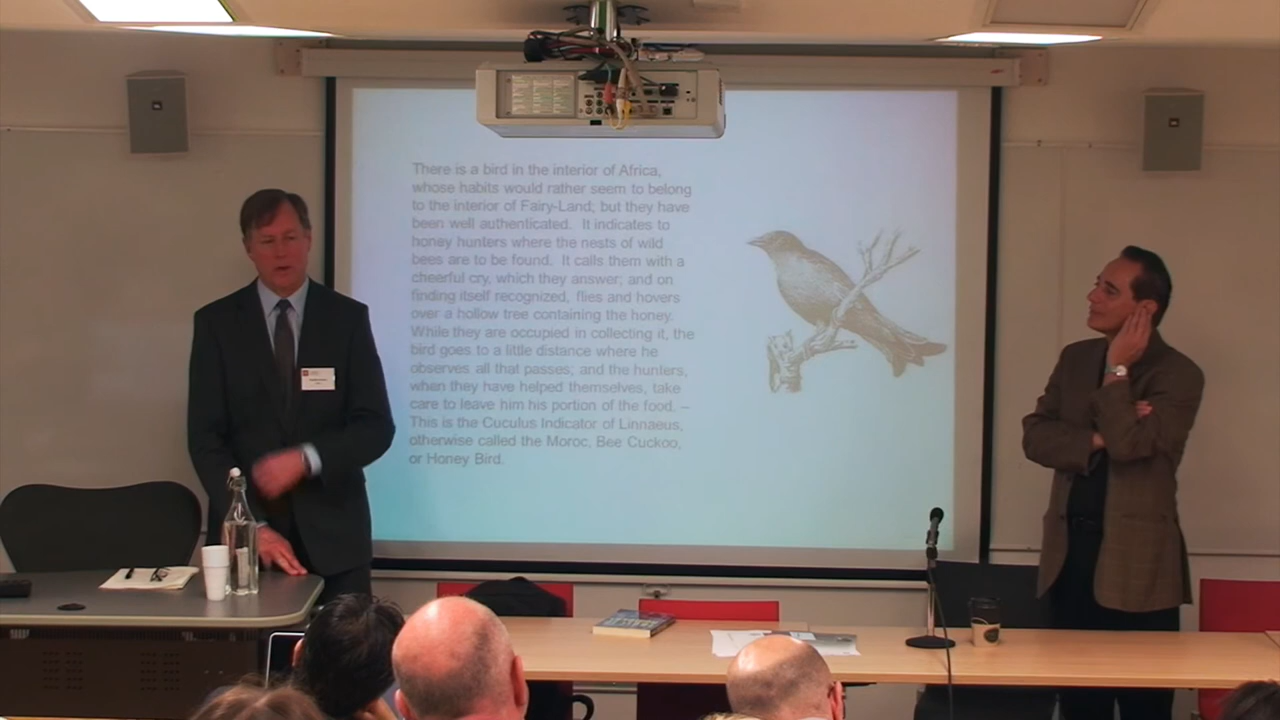 There is a bird in the interior of Africa,
whose habits would rather seem to belong
to the interior of Fairy-Land; but they have
been well authenticated. It indicates to
honey hunters where the nests of wild
bees are to be found. It calls them with a
cheerful cry, which they answer; and on
finding itself recognized, flies and hovers
over a hollow tree containing the honey.
While they are occupied in collecting it, the
bird goes to a little distance where he
observes all that passes; and the hunters,
when they have helped themselves, take
care to leave him his portion of the food. –
This is the Cuculus Indicator of Linnaeus,
otherwise called the Moroc, Bee Cuckoo,
or Honey Bird.